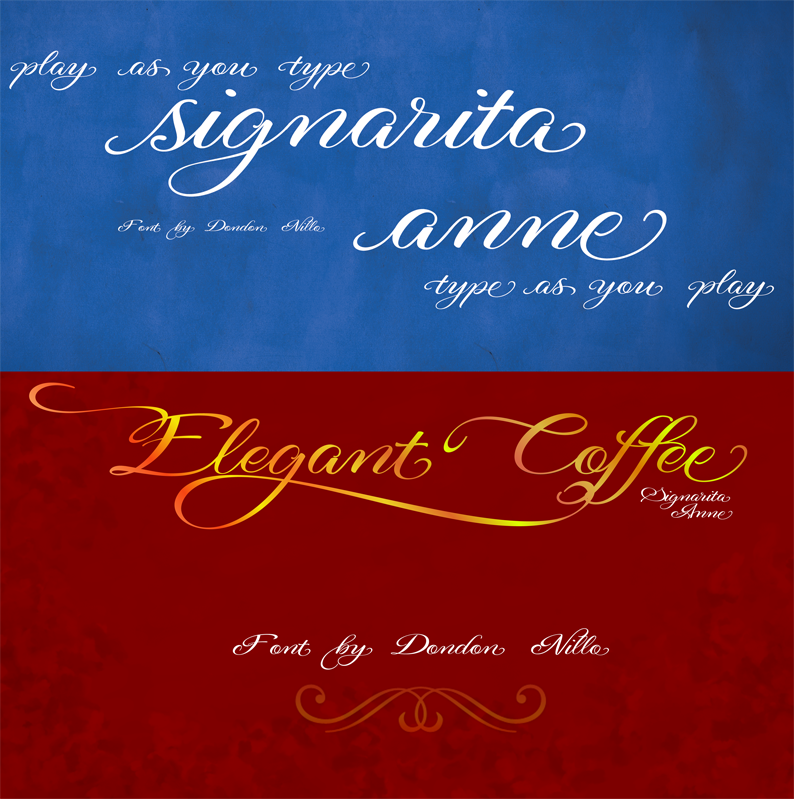 play as you type
signarita
Font by Dondon Nillo
anne
type as you play
Elegant Coffee
Signarita
Anne
Font by Dondon Nillo